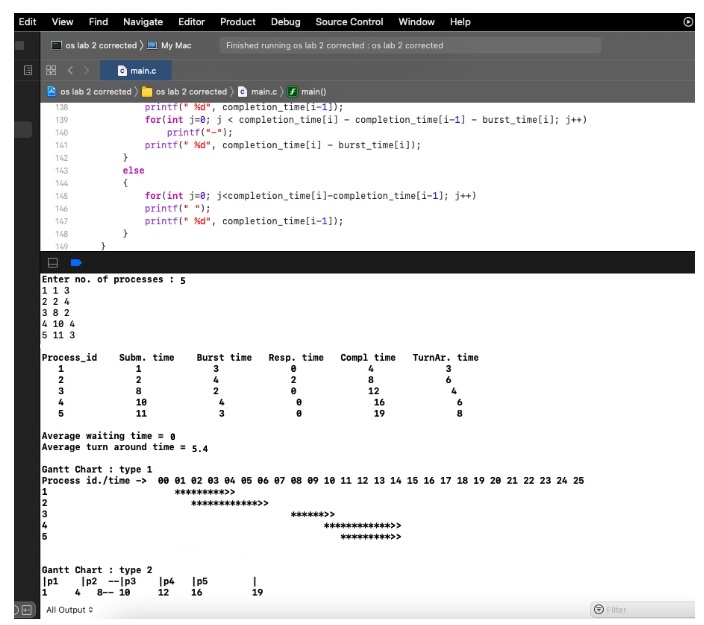 Edit View Find Navigate Editor Product Debug Source Control Window Help
os lab 2 corrected 〉 My Mac Finished running os lab 2 corrected : os lab 2 corrected
c main.c
os lab 2 corrected 〉 os lab 2 corrected 〉 c main.c 〉 f main()
138 printf(" %d", completion_time[i-1]);
139 for(int j=0; j < completion_time[i] - completion_time[i-1] - burst_time[i]; j++)
140 printf("-");
141 printf(" %d", completion_time[i] - burst_time[i]);
142 }
143 else
144 {
145 for(int j=0; j<completion_time[i]-completion_time[i-1]; j++)
146 printf(" ");
147 printf(" %d", completion_time[i-1]);
148 }
149 }
Enter no. of processes : 5
1 1 3
2 2 4
3 8 2
4 10 4
5 11 3
Process_id Subm. time Burst time Resp. time Compl time TurnAr. time
1 1 3 0 4 3
2 2 4 2 8 6
3 8 2 0 12 4
4 10 4 0 16 6
5 11 3 0 19 8
Average waiting time = 0
Average turn around time = 5.4
Gantt Chart : type 1
Process id./time -> 00 01 02 03 04 05 06 07 08 09 10 11 12 13 14 15 16 17 18 19 20 21 22 23 24 25
1 *********>>
2 ************>>
3 ******>>
4 ************>>
5 *********>>
Gantt Chart : type 2
|p1 |p2 --|p3 |p4 |p5 |
1 4 8-- 10 12 16 19
All Output Filter